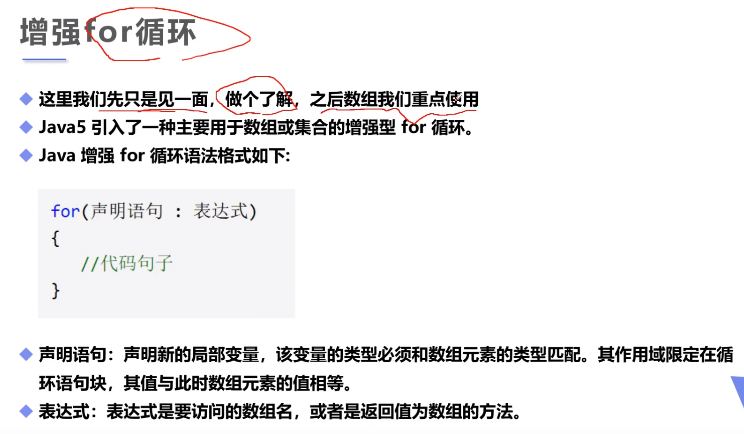 增强for循环
这里我们先只是见一面，做个了解，之后数组我们重点使用
Java5 引入了一种主要用于数组或集合的增强型 for 循环。
Java 增强 for 循环语法格式如下:
for(声明语句 : 表达式)
{
//代码句子
}
声明语句：声明新的局部变量，该变量的类型必须和数组元素的类型匹配。其作用域限定在循
环语句块，其值与此时数组元素的值相等。
表达式：表达式是要访问的数组名，或者是返回值为数组的方法。